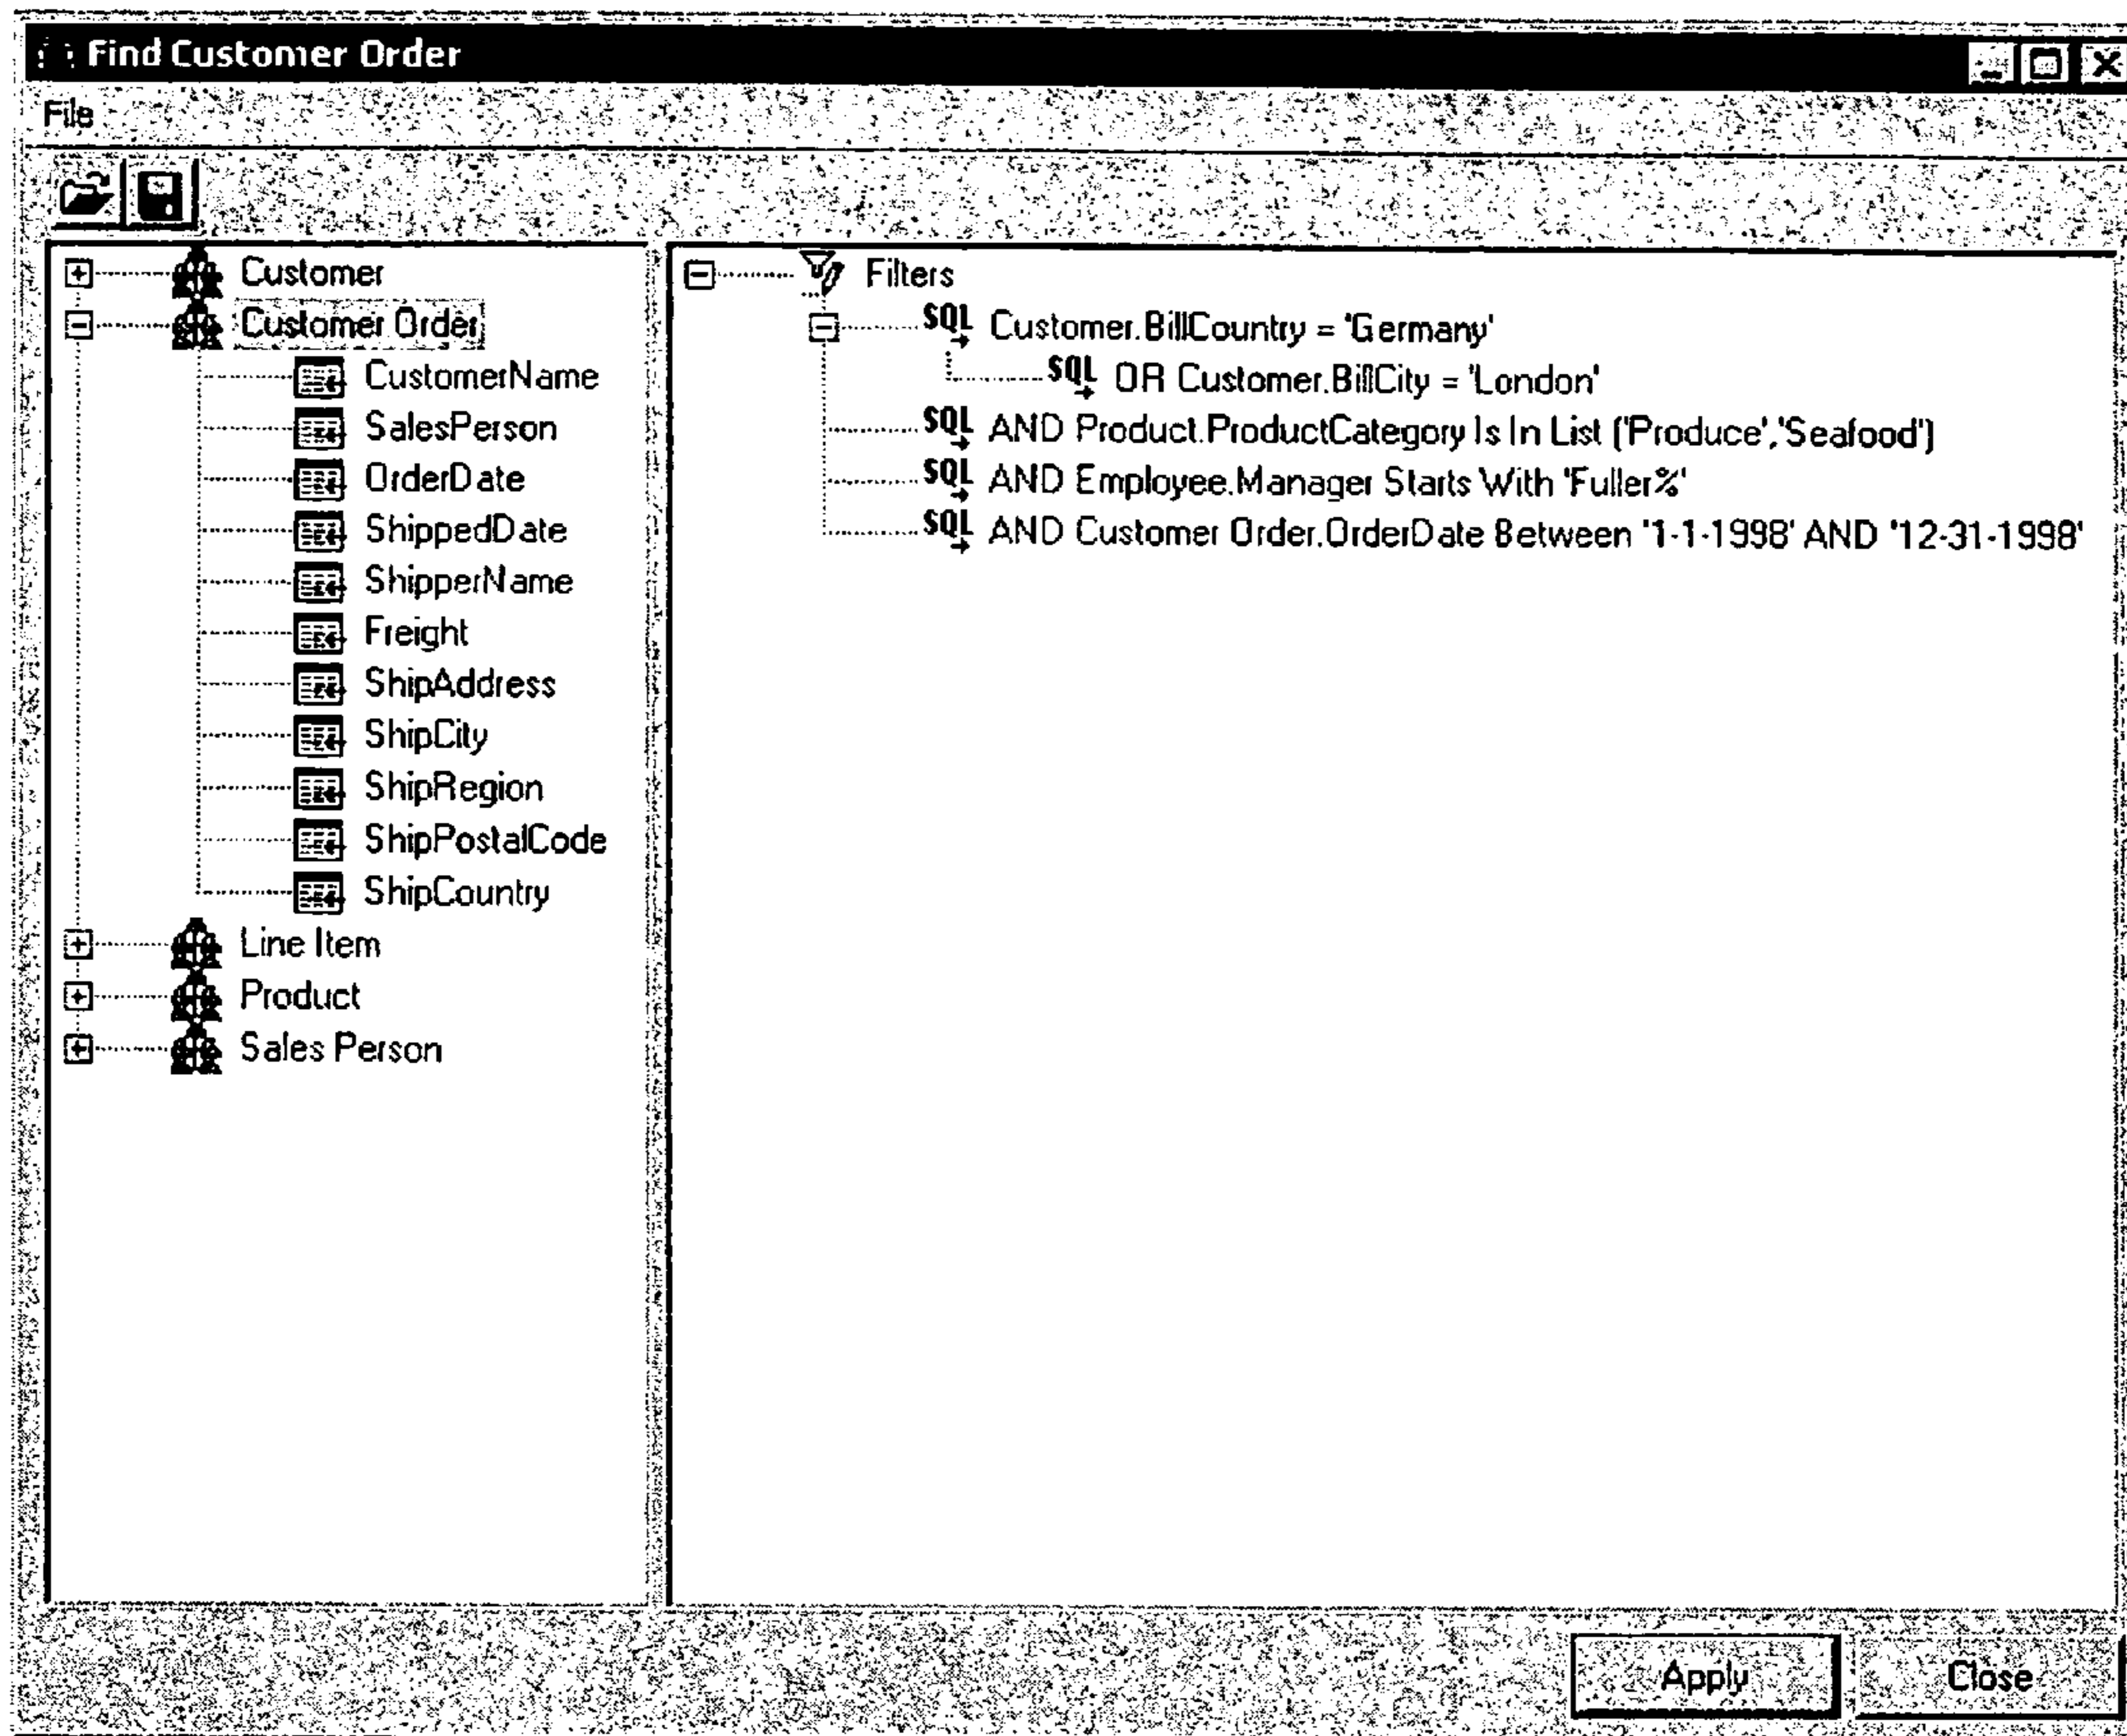 Find Customer Order
File
Customer
Customer Order
CustomerName
SalesPerson
OrderDate
ShippedDate
ShipperName
Freight
ShipAddress
ShipCity
ShipRegion
ShipPostalCode
ShipCountry
Line Item
Product
Sales Person
Filters
SQL Customer.BillCountry = 'Germany'
SQL OR Customer.BillCity = 'London'
SQL AND Product.ProductCategory Is In List ('Produce','Seafood')
SQL AND Employee.Manager Starts With 'Fuller%'
SQL AND Customer Order.OrderDate Between '1-1-1998' AND '12-31-1998'
Apply Close